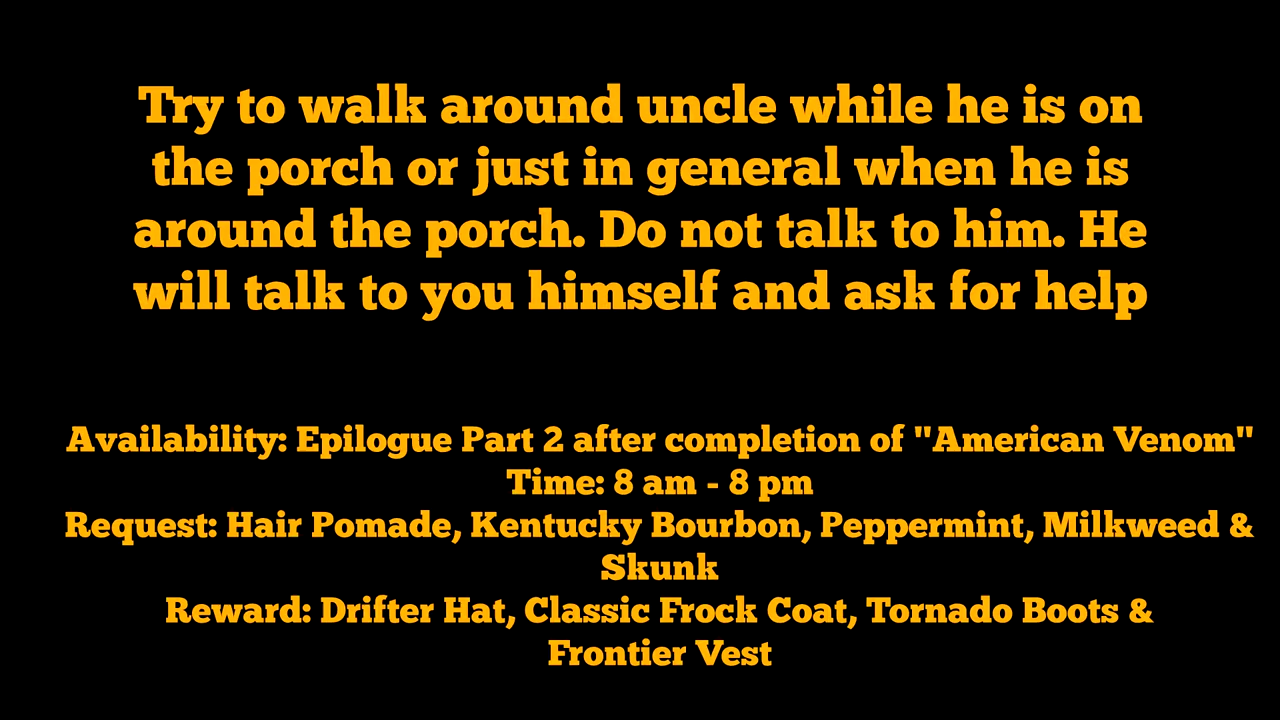 Try to walk around uncle while he is on
the porch or just in general when he is
around the porch. Do not talk to him. He
will talk to you himself and ask for help
Availability: Epilogue Part 2 after completion of "American Venom"
Time: 8 am - 8 pm
Request: Hair Pomade, Kentucky Bourbon, Peppermint, Milkweed &
Skunk
Reward: Drifter Hat, Classic Frock Coat, Tornado Boots &
Frontier Vest